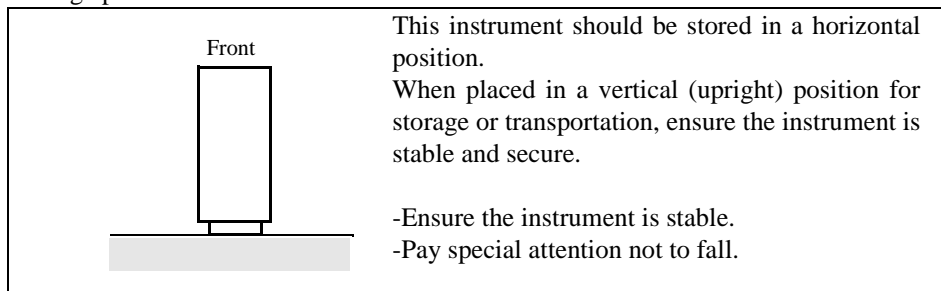 Front
This instrument should be stored in a horizontal
position.
When placed in a vertical (upright) position for
storage or transportation, ensure the instrument is
stable and secure.
-Ensure the instrument is stable.
-Pay special attention not to fall.